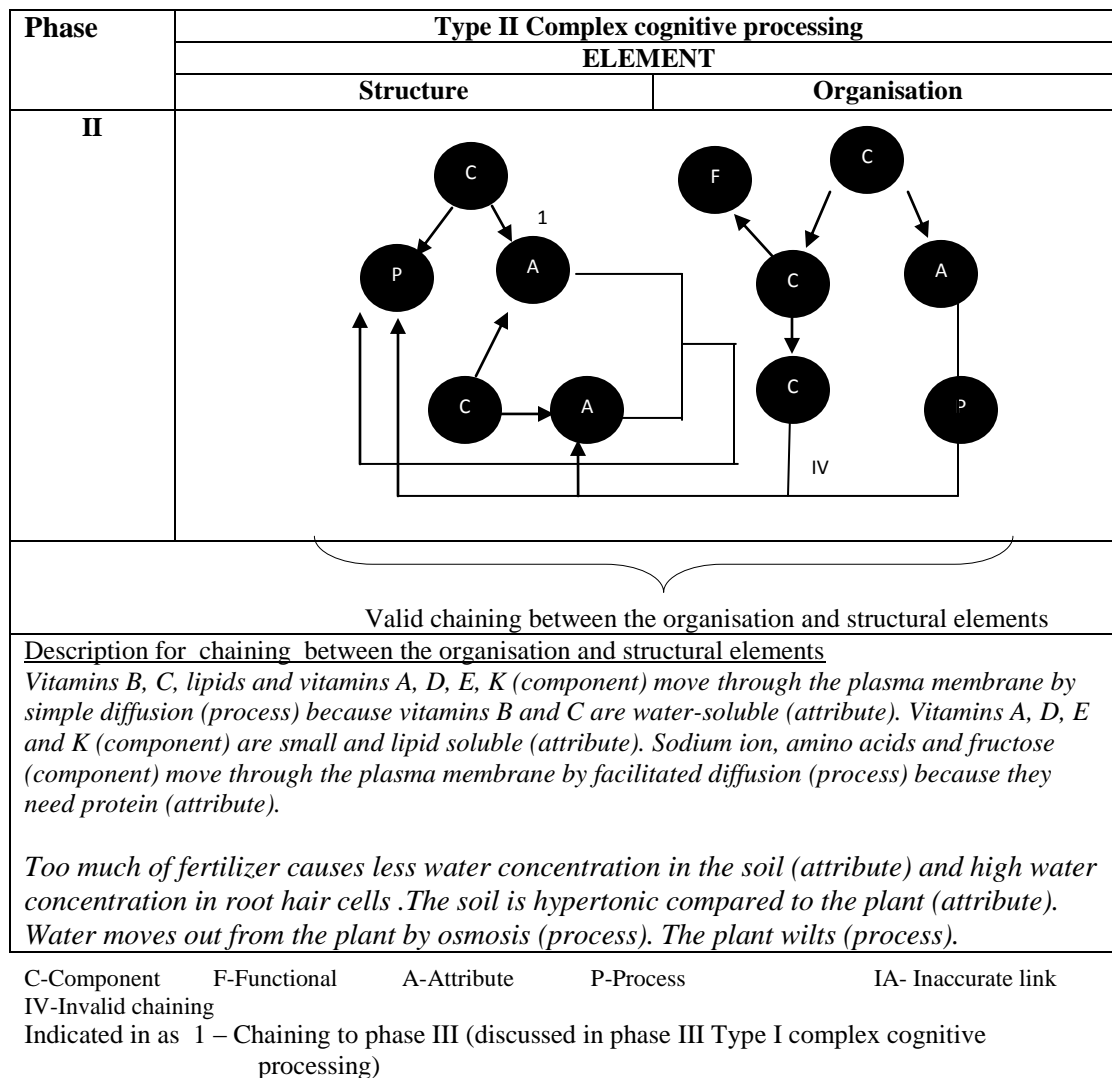 Phase
Type II Complex cognitive processing
ELEMENT
Structure
Organisation
II
C
1
P
A
C
A
F
C
C
A
C
P
IV
Valid chaining between the organisation and structural elements
Description for chaining between the organisation and structural elements
Vitamins B, C, lipids and vitamins A, D, E, K (component) move through the plasma membrane by
simple diffusion (process) because vitamins B and C are water-soluble (attribute). Vitamins A, D, E
and K (component) are small and lipid soluble (attribute). Sodium ion, amino acids and fructose
(component) move through the plasma membrane by facilitated diffusion (process) because they
need protein (attribute).
Too much of fertilizer causes less water concentration in the soil (attribute) and high water
concentration in root hair cells .The soil is hypertonic compared to the plant (attribute).
Water moves out from the plant by osmosis (process). The plant wilts (process).
C-Component F-Functional A-Attribute P-Process IA- Inaccurate link
IV-Invalid chaining
Indicated in as 1 – Chaining to phase III (discussed in phase III Type I complex cognitive
processing)